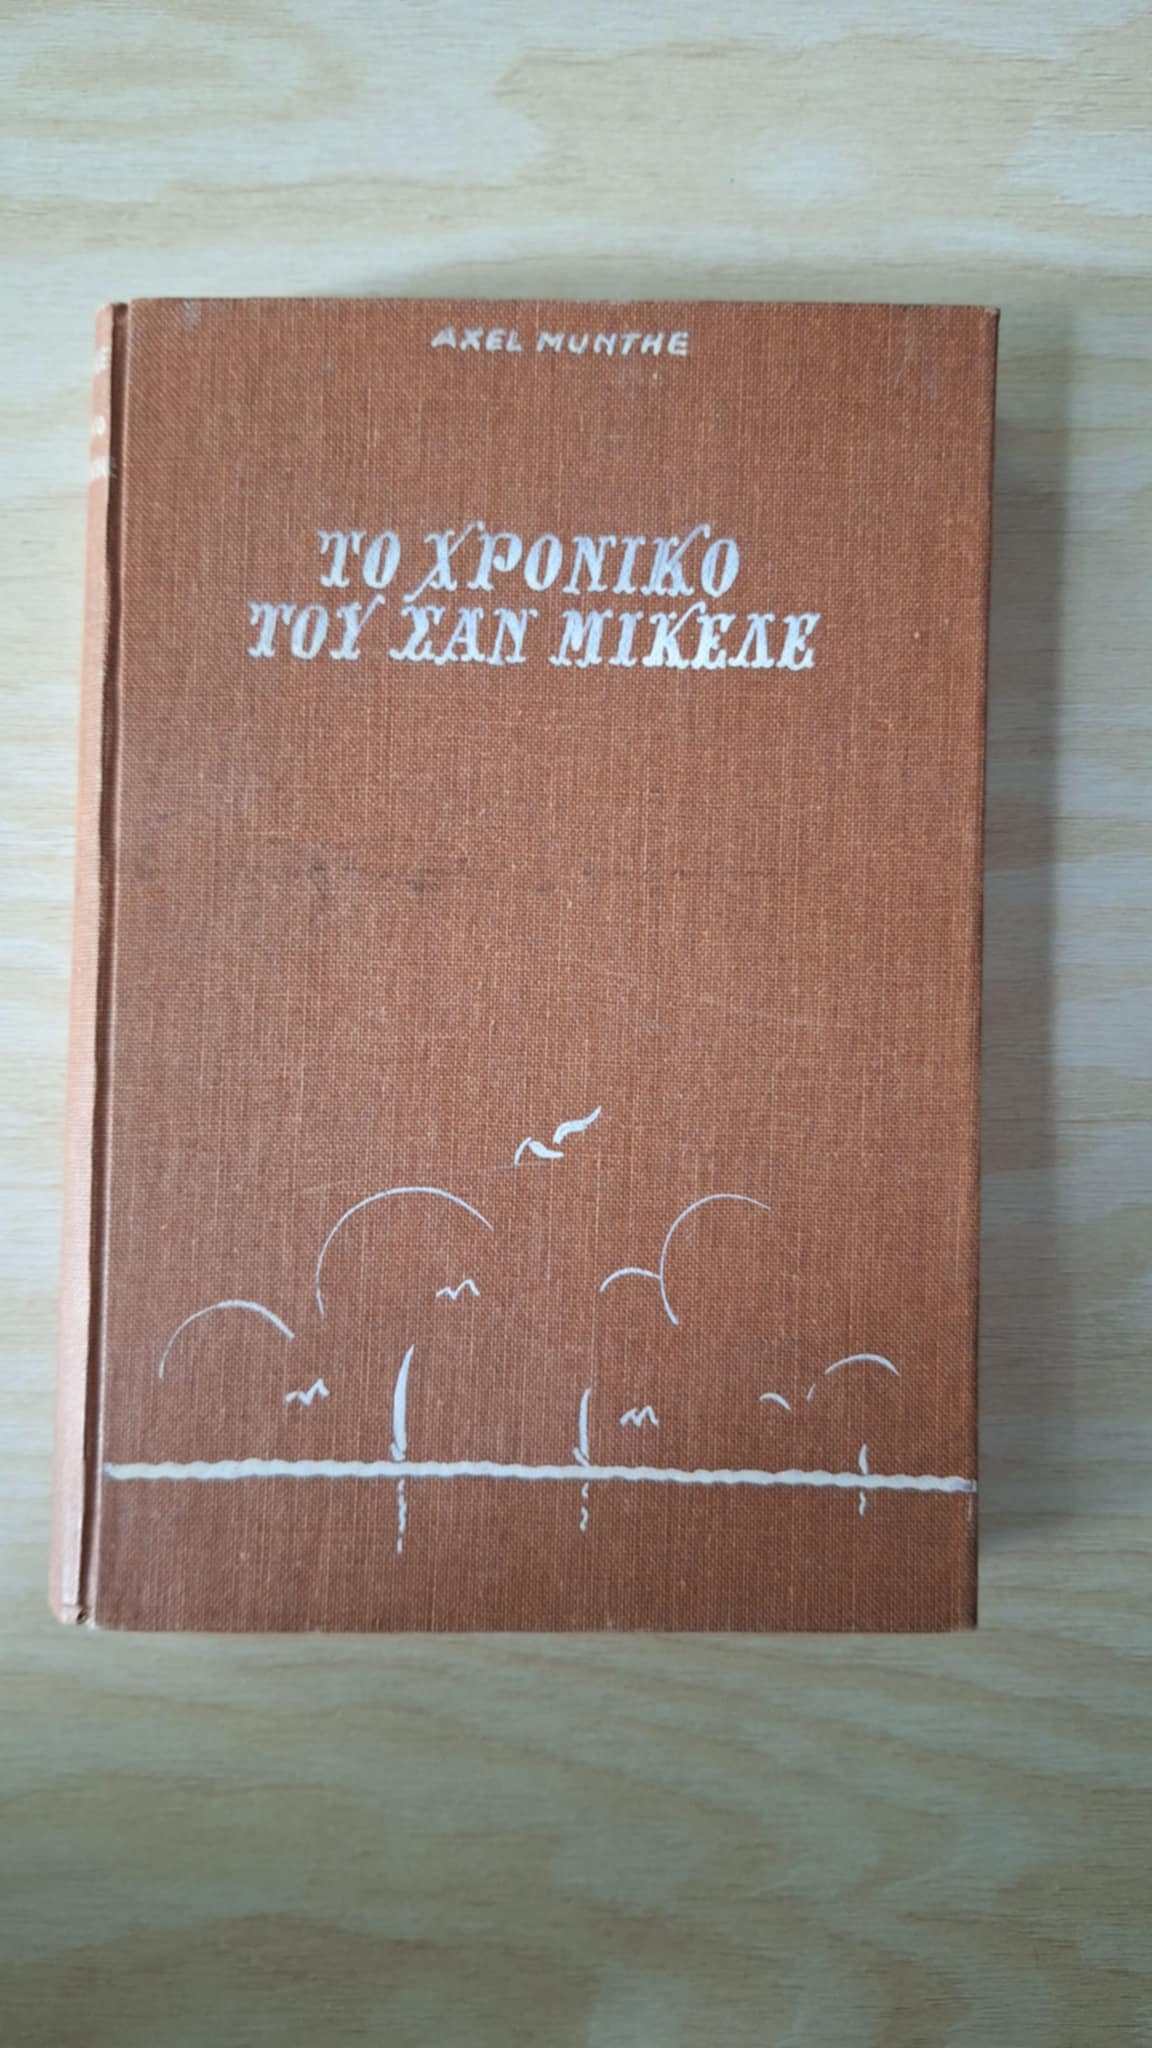 AXEL MUNTHE
ΤΟ ΧΡΟΝΙΚΟ
ΤΟΥ ΣΑΝ ΜΙΚΕΛΕ